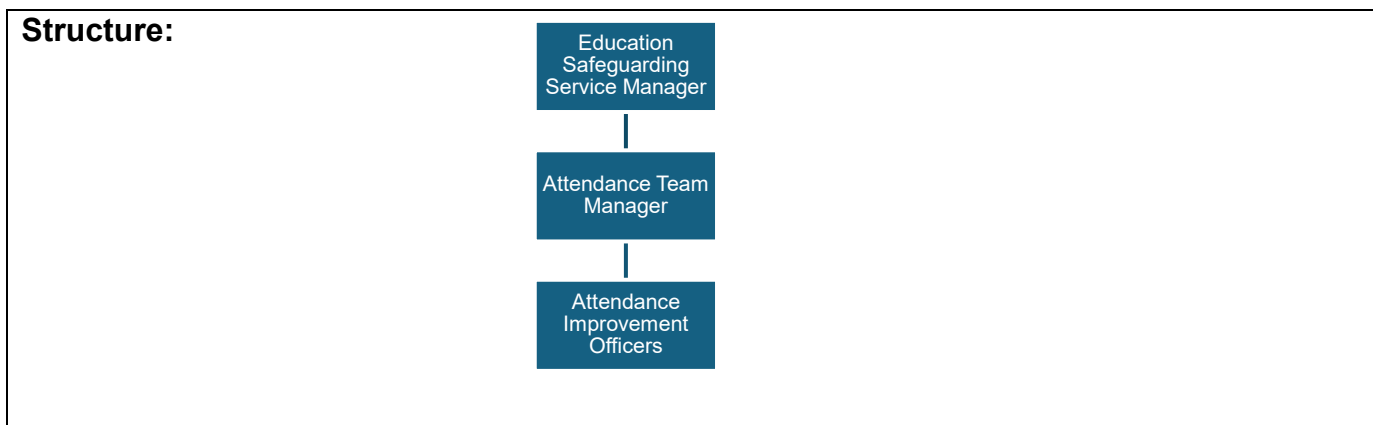 Structure:
Education
Safeguarding
Service Manager
Attendance Team
Manager
Attendance
Improvement
Officers